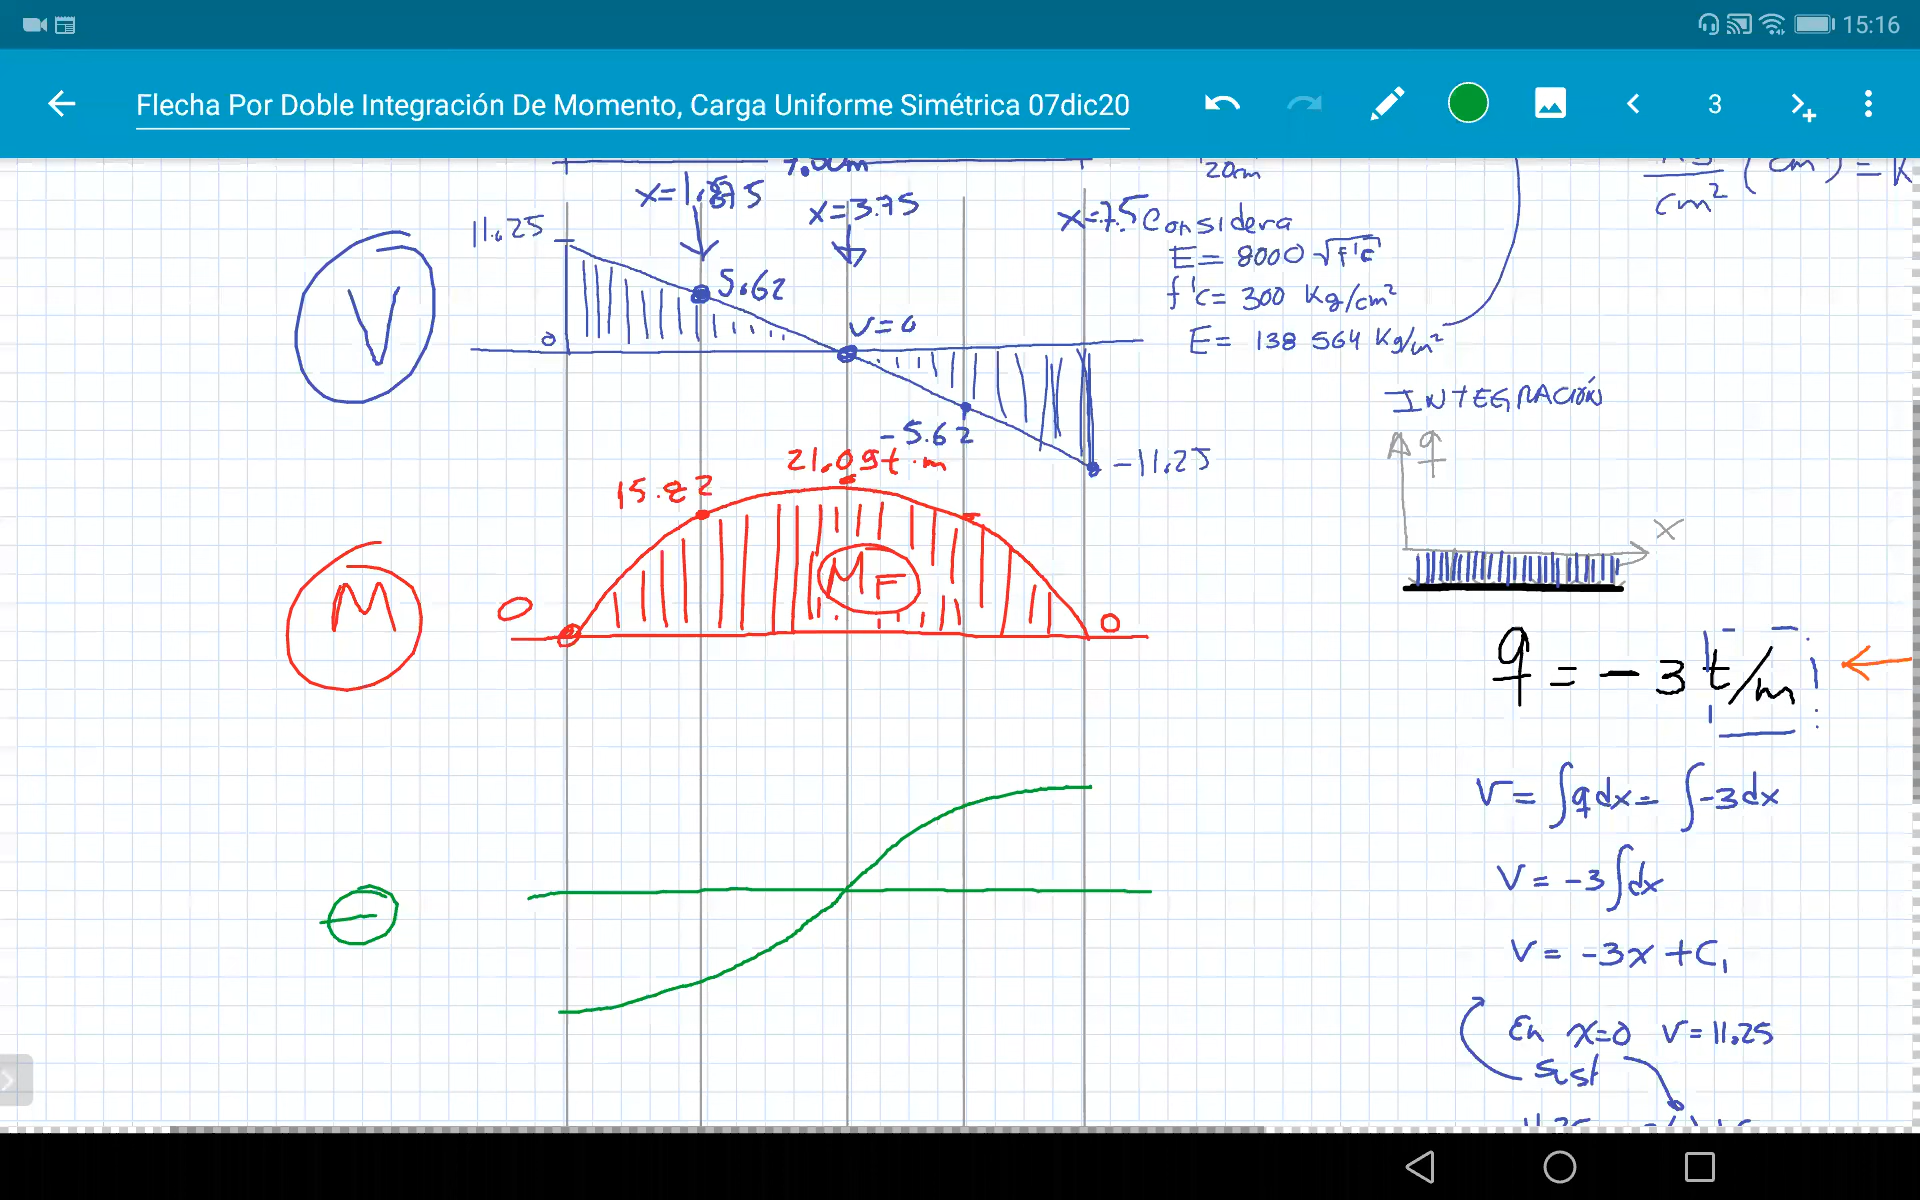 15:16
Flecha Por Doble Integración De Momento, Carga Uniforme Simétrica 07dic20
3
20cm
cm²
x=1.875
x=3.75
x=7.5
11.25
5.62
V=0
0
-5.62
-11.25
V
Considera
E= 8000 √f'c
f'c= 300 Kg/cm²
E= 138 564 Kg/cm²
INTEGRACIÓN
q
x
15.82
21.09 t·m
MF
M
0
0
q = -3 t/m
V= ∫qdx= ∫-3dx
V= -3∫dx
V= -3x +C₁
En x=0 V=11.25
sust
θ